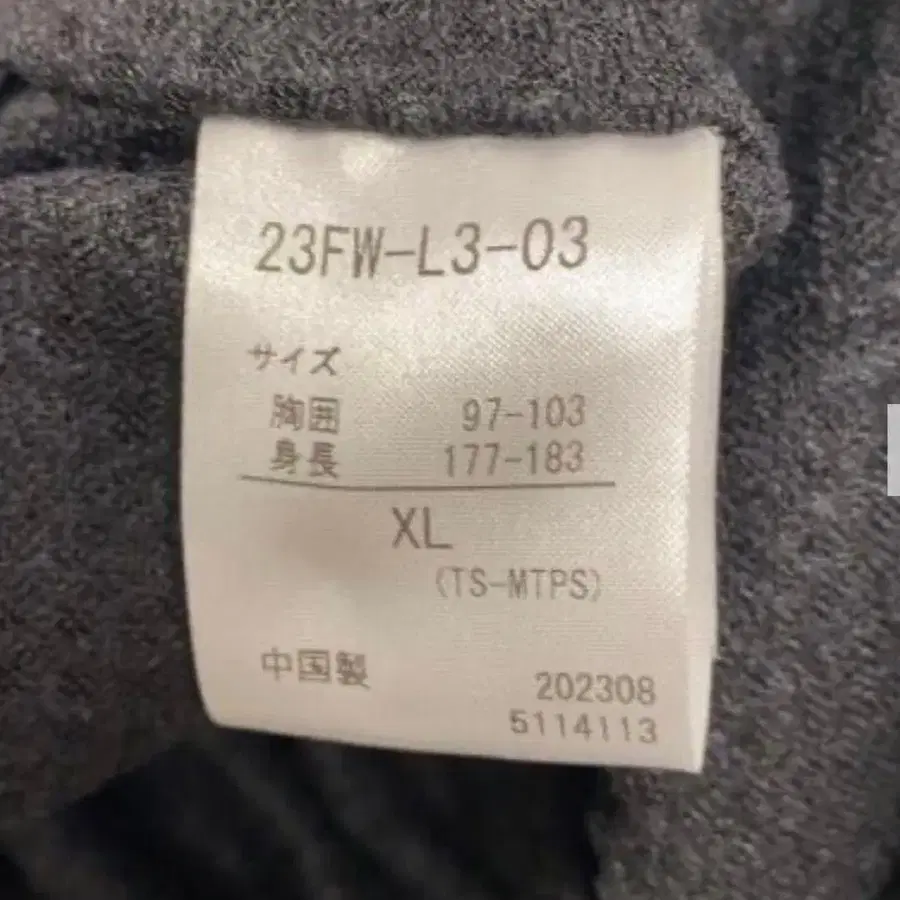 23FW-L3-03
サイズ
胸囲 97-103
身長 177-183
XL
(TS-MTPS)
中国製 202308
5114113